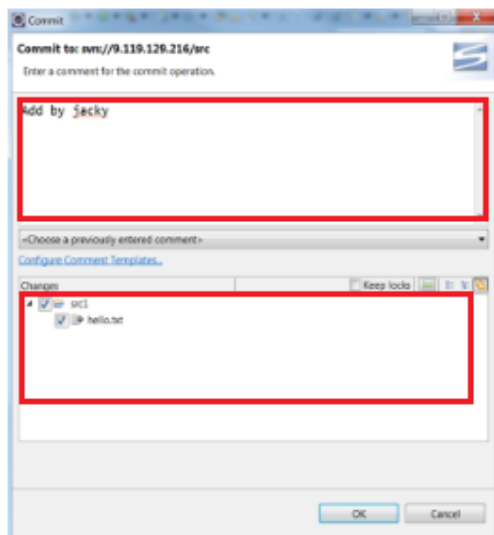 Commit
Commit to: svn://9.119.129.216/src
Enter a comment for the commit operation.
Add by jacky
<Choose a previously entered comment>
Configure Comment Templates...
Changes
Keep locks
src1
hello.txt
OK
Cancel